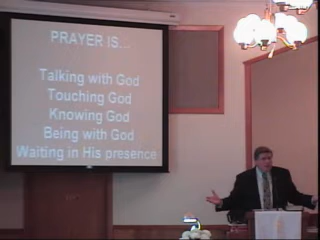 PRAYER IS...
Talking with God
Touching God
Knowing God
Being with God
Waiting in His presence